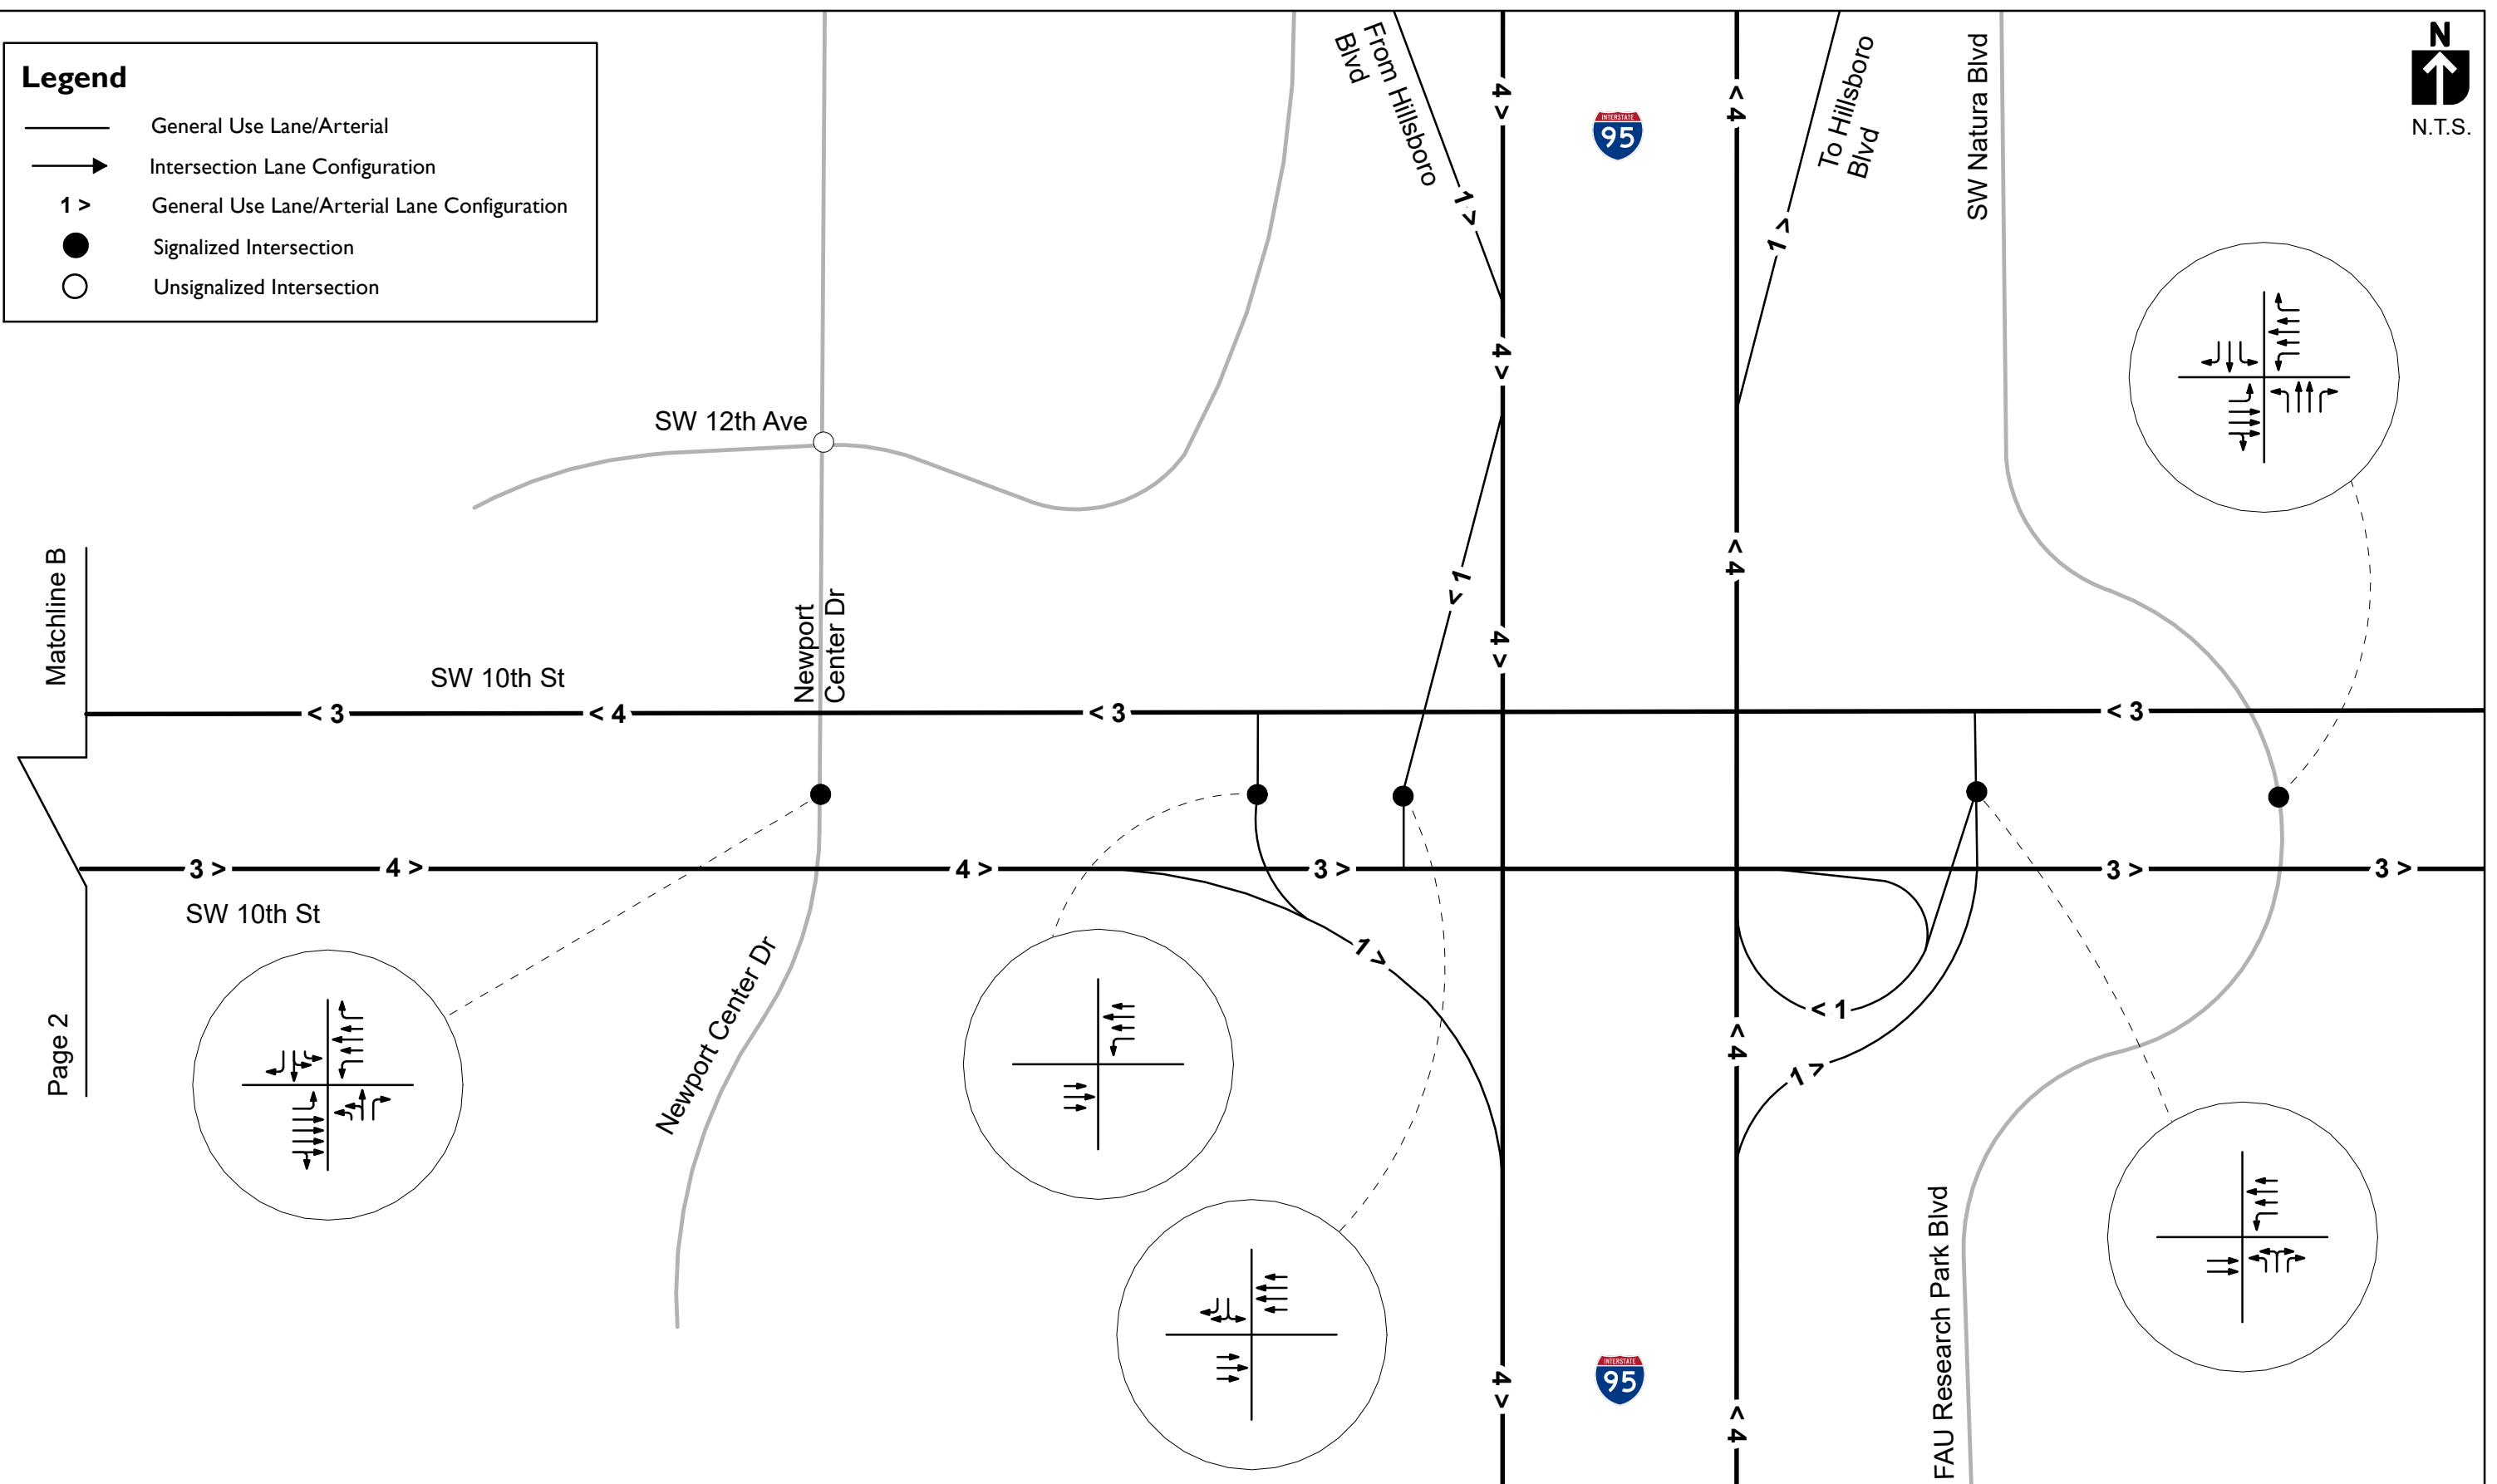 Legend
General Use Lane/Arterial
Intersection Lane Configuration
1 >
General Use Lane/Arterial Lane Configuration
Signalized Intersection
Unsignalized Intersection
From Hillsboro
Blvd
1 >
4 >
INTERSTATE
95
< 4
To Hillsboro
Blvd
1 >
SW Natura Blvd
N
N.T.S.
4 >
SW 12th Ave
< 4
< 1
4 >
Matchline B
Newport
Center Dr
SW 10th St
< 3
< 4
< 3
< 3
3 >
4 >
4 >
3 >
3 >
3 >
SW 10th St
1 >
< 1
< 4
1 >
Page 2
Newport Center Dr
FAU Research Park Blvd
4 >
INTERSTATE
95
< 4